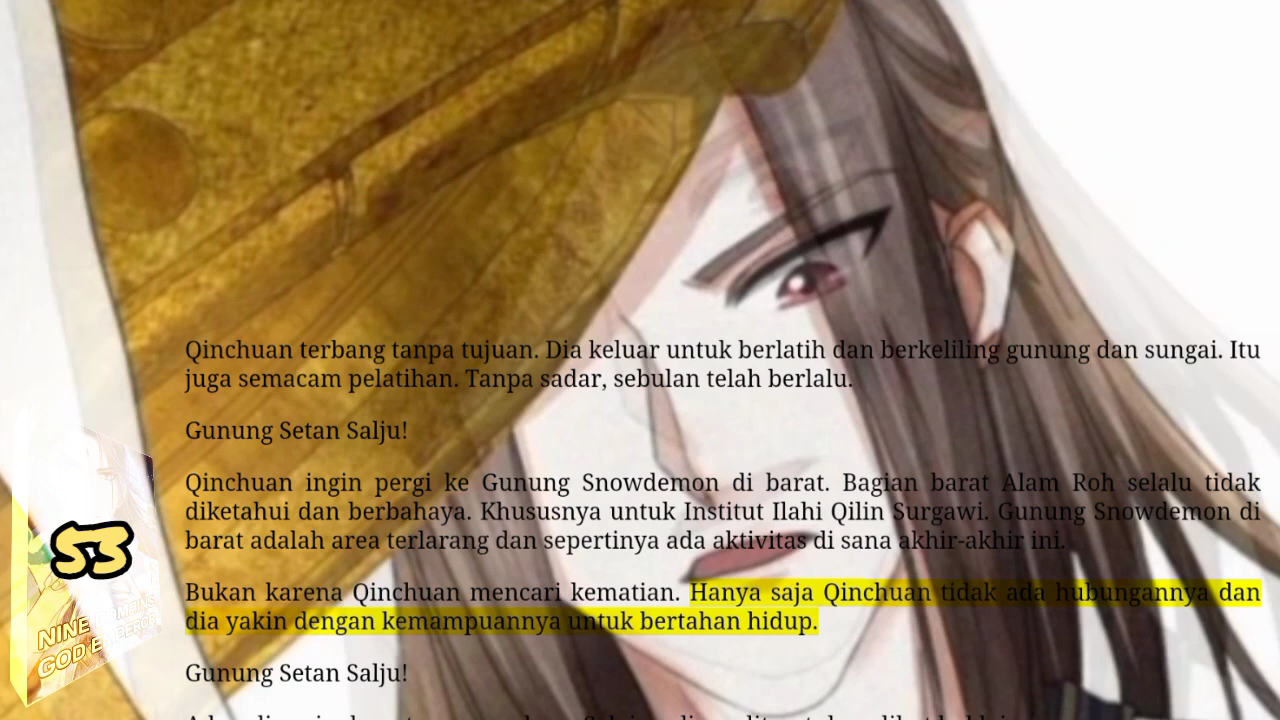 Qinchuan terbang tanpa tujuan. Dia keluar untuk berlatih dan berkeliling gunung dan sungai. Itu
juga semacam pelatihan. Tanpa sadar, sebulan telah berlalu.
Gunung Setan Salju!
Qinchuan ingin pergi ke Gunung Snowdemon di barat. Bagian barat Alam Roh selalu tidak
diketahui dan berbahaya. Khususnya untuk Institut Ilahi Qilin Surgawi. Gunung Snowdemon di
barat adalah area terlarang dan sepertinya ada aktivitas di sana akhir-akhir ini.
Bukan karena Qinchuan mencari kematian. Hanya saja Qinchuan tidak ada hubungannya dan
dia yakin dengan kemampuannya untuk bertahan hidup.
Gunung Setan Salju!
53
NINE
GOD